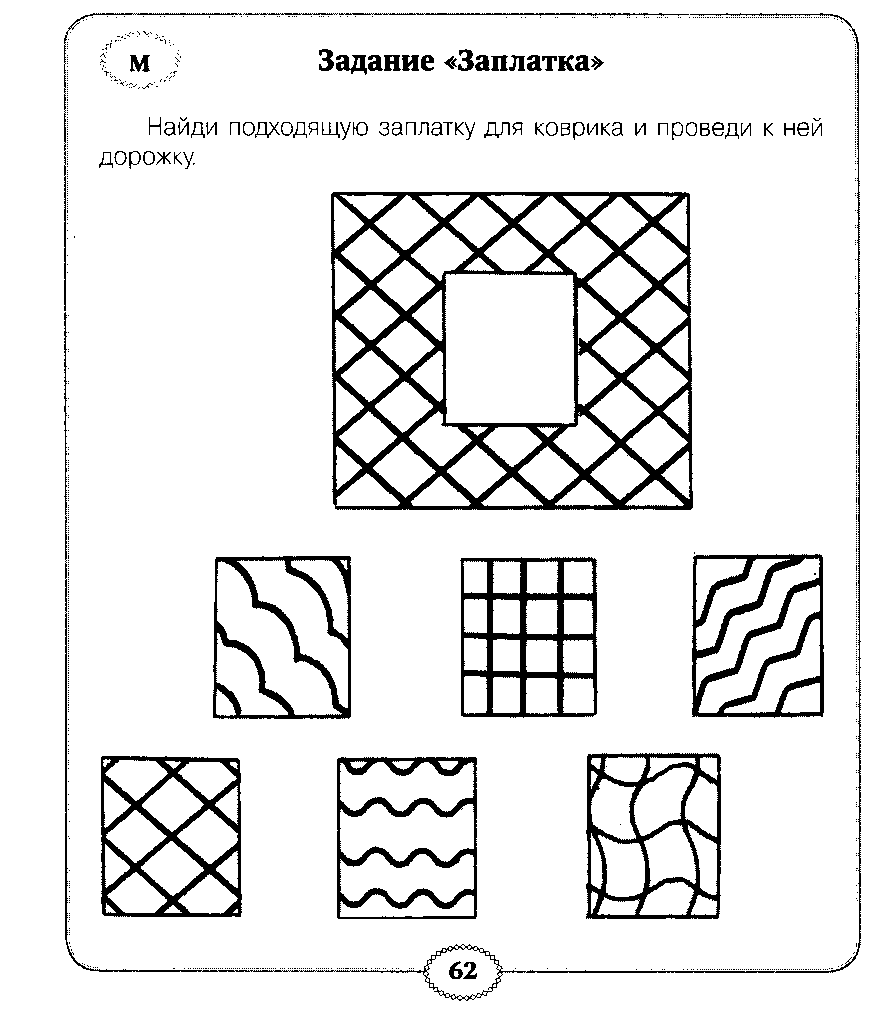 м
Задание «Заплатка»
Найди подходящую заплатку для коврика и проведи к ней
дорожку.
62